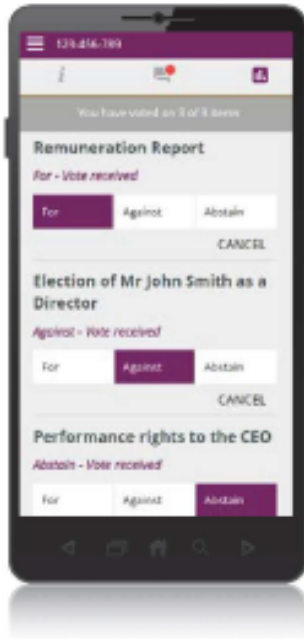 123-456-789
You have voted on 3 of 3 items
Remuneration Report
For - Vote received
For Against Abstain
CANCEL
Election of Mr John Smith as a
Director
Against - Vote received
For Against Abstain
CANCEL
Performance rights to the CEO
Abstain - Vote received
For Against Abstain